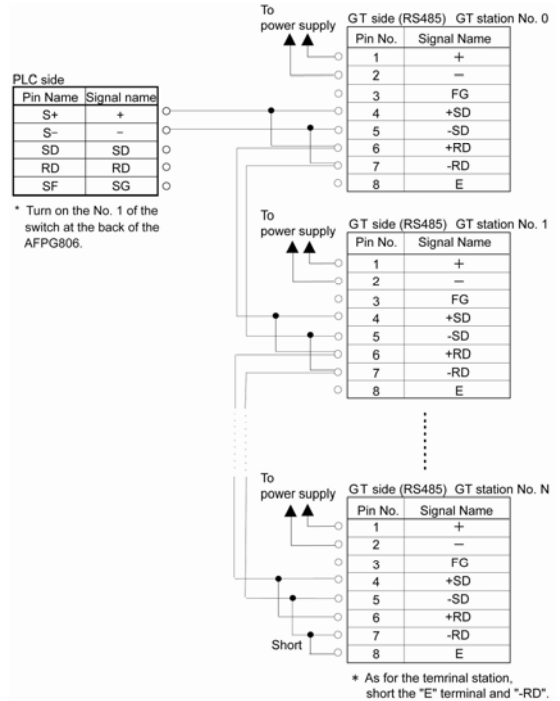 To
power supply
GT side (RS485) GT station No. 0
Pin No. Signal Name
1 +
2 −
3 FG
4 +SD
5 -SD
6 +RD
7 -RD
8 E
PLC side
Pin Name Signal name
S+ +
S− −
SD SD
RD RD
SF SG
* Turn on the No. 1 of the
switch at the back of the
AFPG806.
To
power supply
GT side (RS485) GT station No. 1
Pin No. Signal Name
1 +
2 −
3 FG
4 +SD
5 -SD
6 +RD
7 -RD
8 E
To
power supply
GT side (RS485) GT station No. N
Pin No. Signal Name
1 +
2 −
3 FG
4 +SD
5 -SD
6 +RD
7 -RD
8 E
Short
* As for the temrinal station,
short the "E" terminal and "-RD".